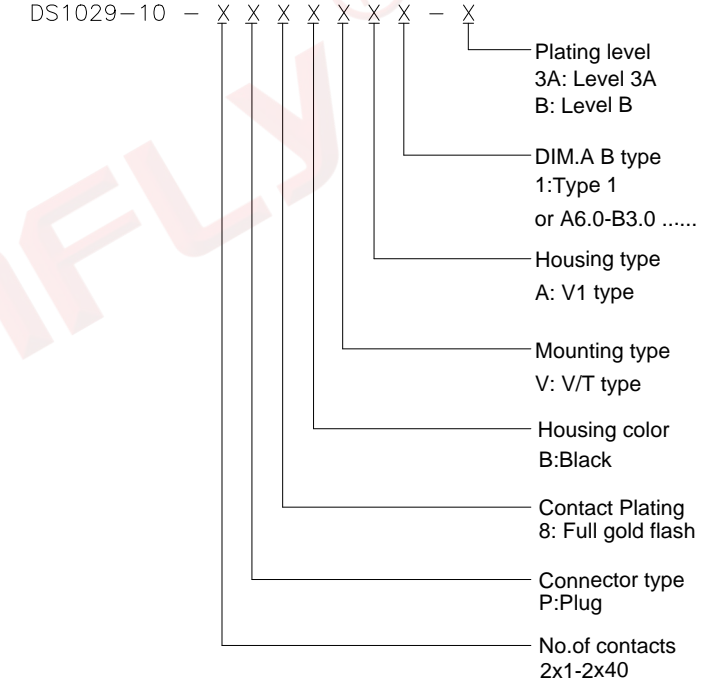 DS1029-10 - X X X X X X X - X
Plating level
3A: Level 3A
B: Level B
DIM.A B type
1:Type 1
or A6.0-B3.0 ......
Housing type
A: V1 type
Mounting type
V: V/T type
Housing color
B:Black
Contact Plating
8: Full gold flash
Connector type
P:Plug
No.of contacts
2x1-2x40